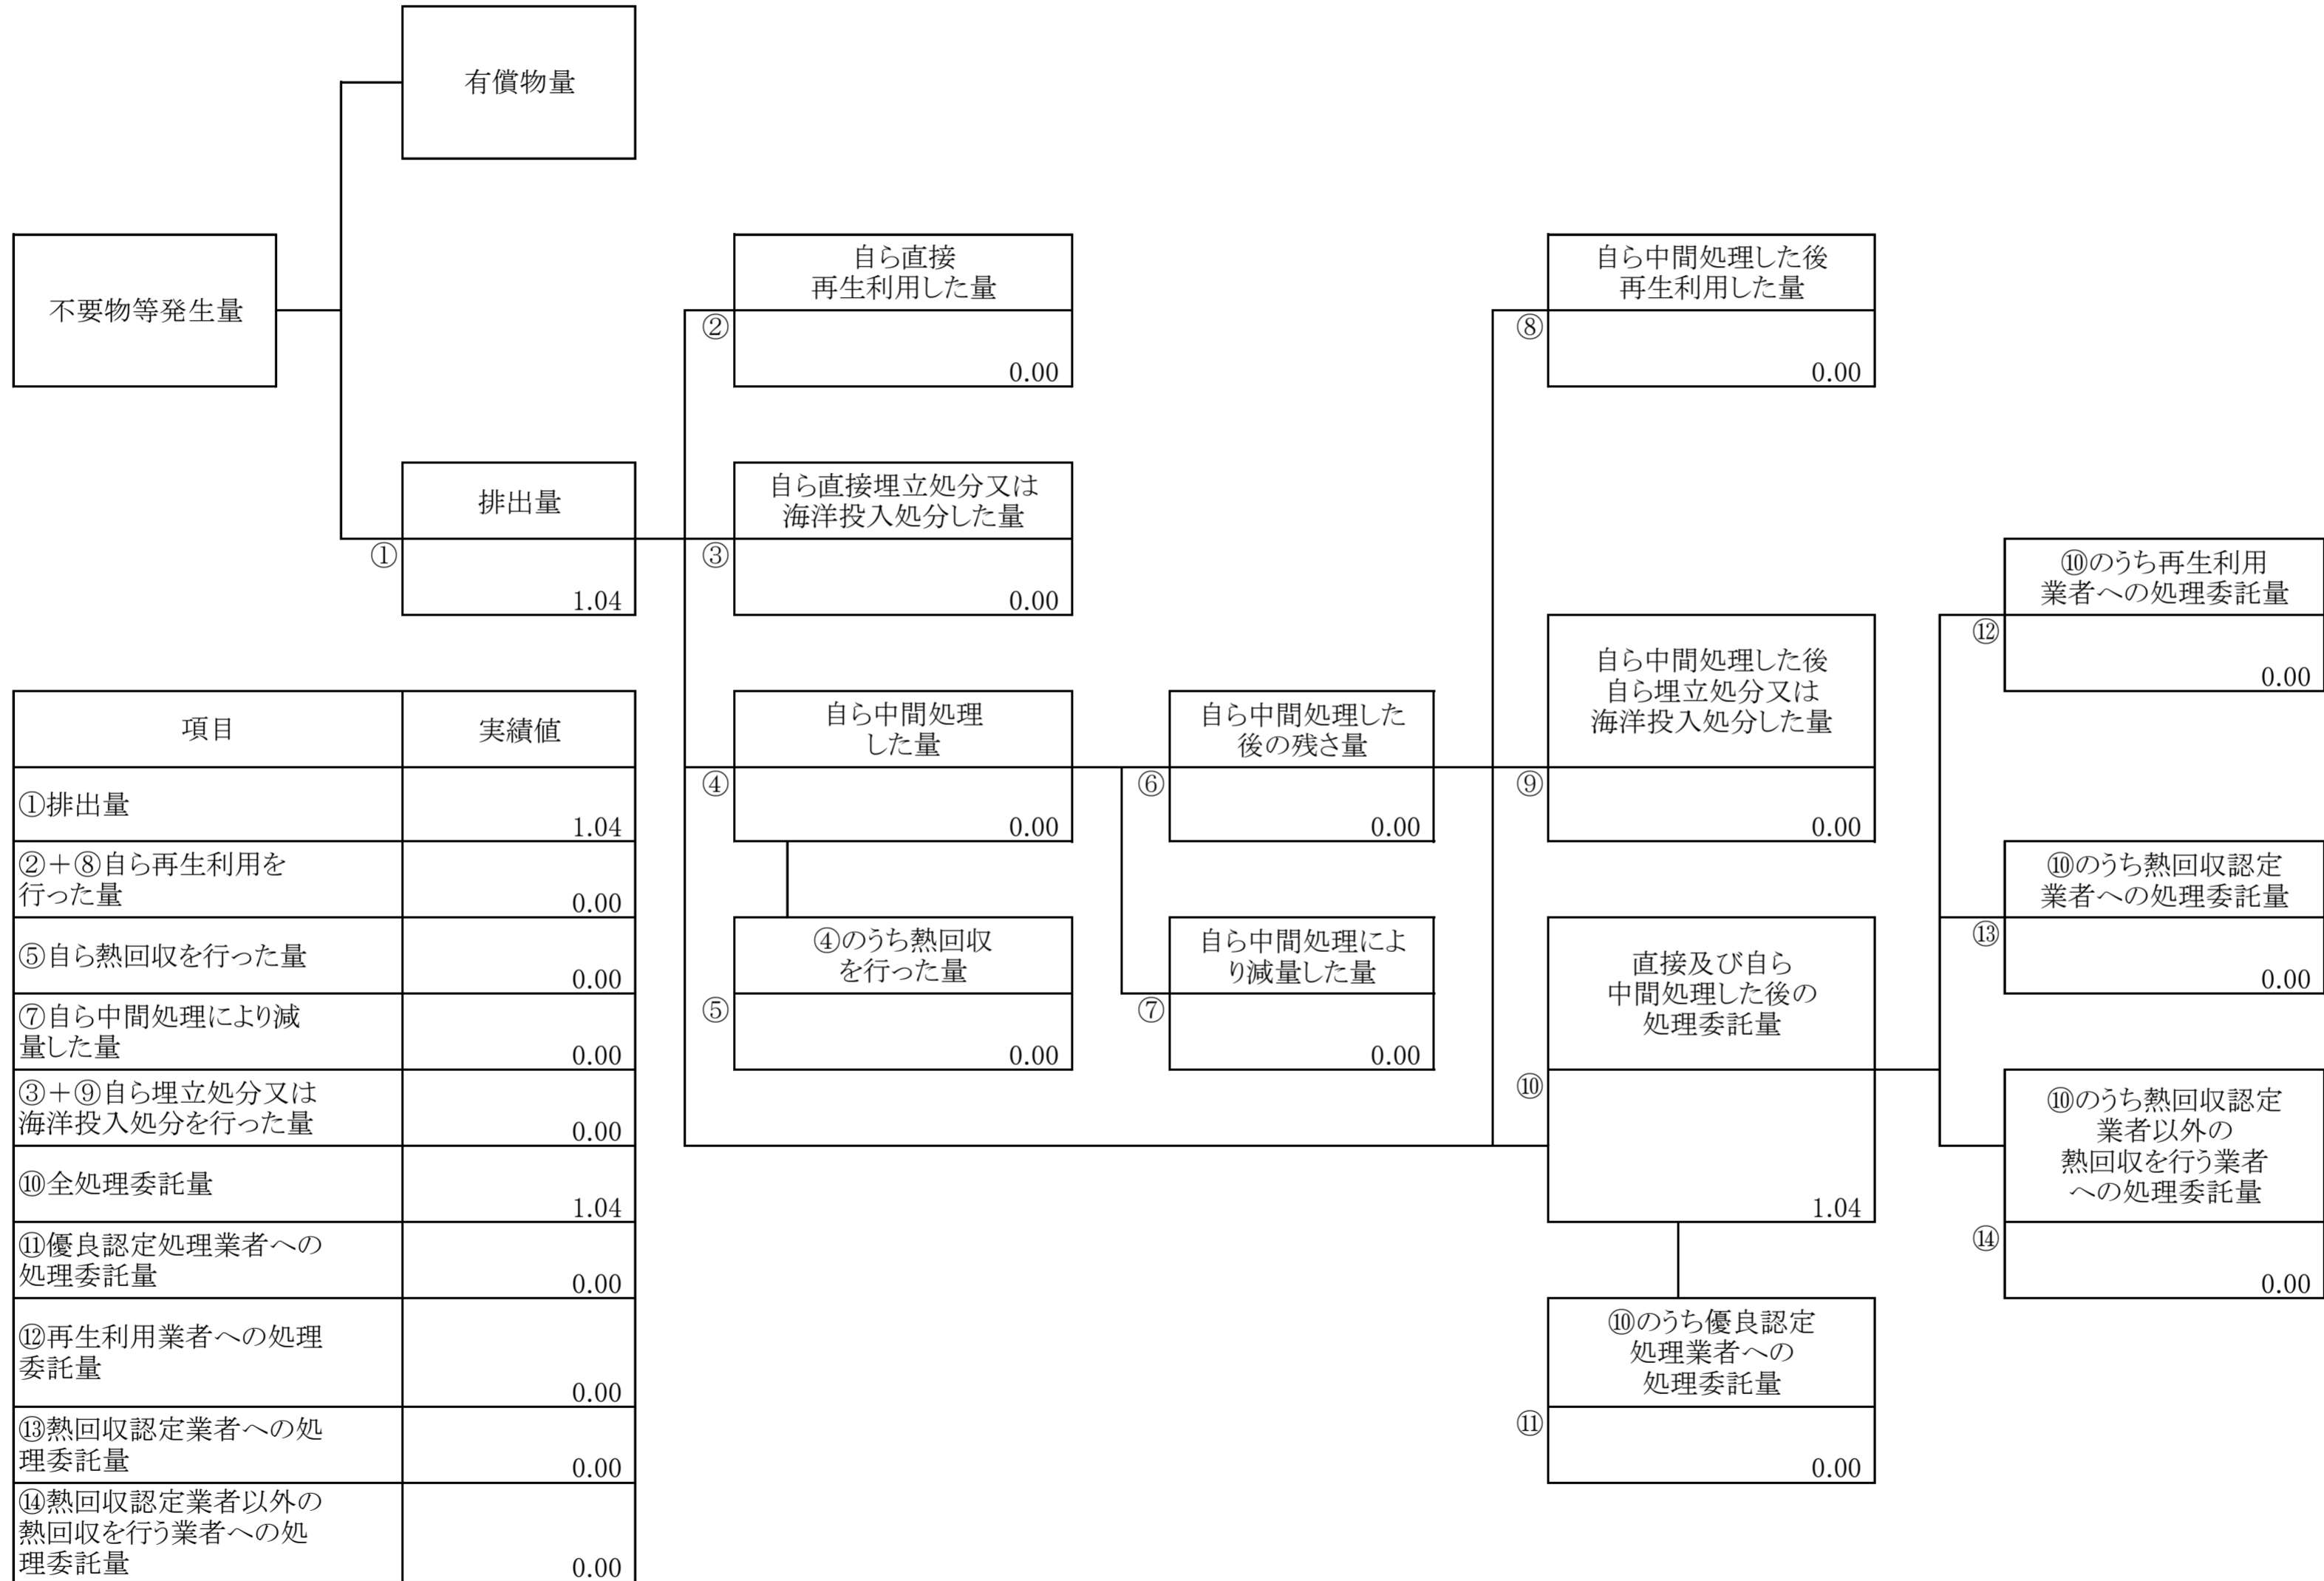 有償物量
不要物等発生量
自ら直接
再生利用した量
②
0.00
自ら中間処理した後
再生利用した量
⑧
0.00
排出量
①
1.04
自ら直接埋立処分又は
海洋投入処分した量
③
0.00
⑩のうち再生利用
業者への処理委託量
⑫
0.00
自ら中間処理
した量
④
0.00
自ら中間処理した
後の残さ量
⑥
0.00
自ら中間処理した後
自ら埋立処分又は
海洋投入処分した量
⑨
0.00
⑩のうち熱回収認定
業者への処理委託量
⑬
0.00
④のうち熱回収
を行った量
⑤
0.00
自ら中間処理によ
り減量した量
⑦
0.00
直接及び自ら
中間処理した後の
処理委託量
⑩
1.04
⑩のうち熱回収認定
業者以外の
熱回収を行う業者
への処理委託量
⑭
0.00
⑩のうち優良認定
処理業者への
処理委託量
⑪
0.00
項目 実績値
①排出量
1.04
②＋⑧自ら再生利用を
行った量
0.00
⑤自ら熱回収を行った量
0.00
⑦自ら中間処理により減
量した量
0.00
③＋⑨自ら埋立処分又は
海洋投入処分を行った量
0.00
⑩全処理委託量
1.04
⑪優良認定処理業者への
処理委託量
0.00
⑫再生利用業者への処理
委託量
0.00
⑬熱回収認定業者への処
理委託量
0.00
⑭熱回収認定業者以外の
熱回収を行う業者への処
理委託量
0.00